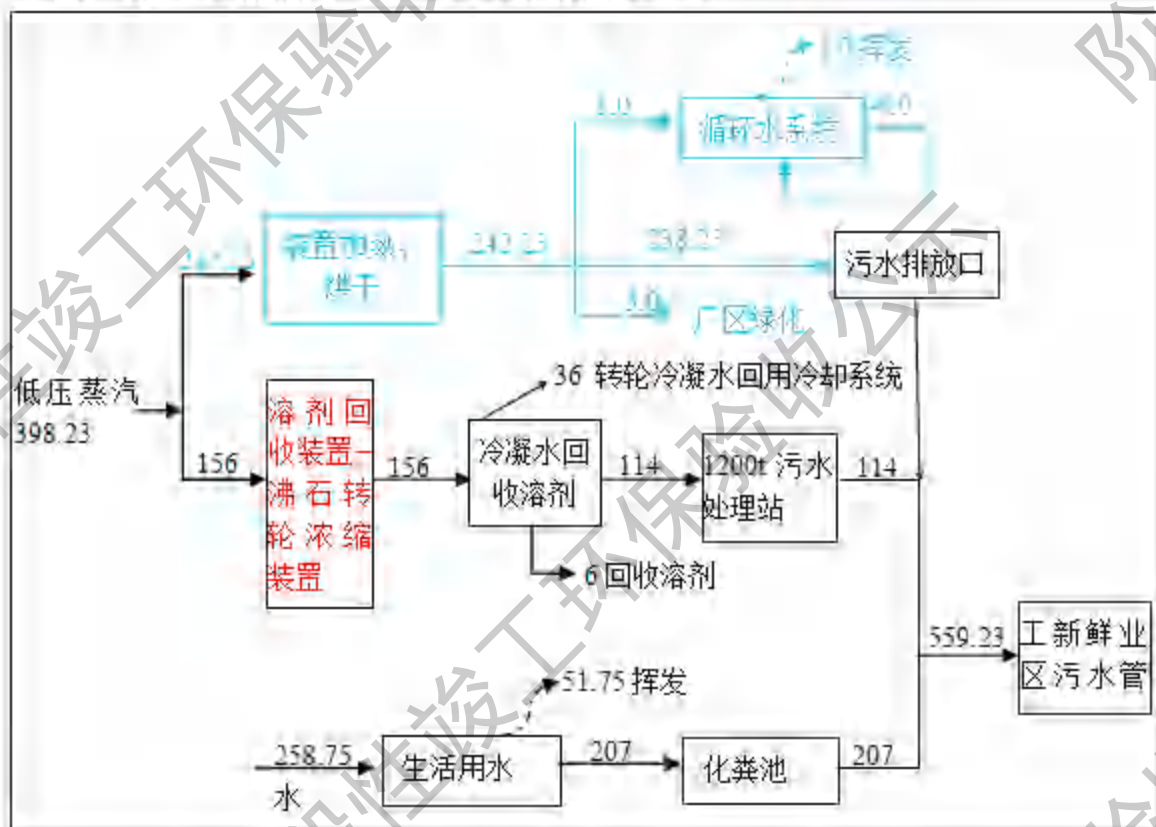 1.0挥发
1.0
循环水系统
装置加热、
烘干
242.23
238.23
污水排放口
3.0
厂区绿化
低压蒸汽
398.23
36 转轮冷凝水回用冷却系统
溶剂回
收装置-
沸石转
轮浓缩
装置
156
156
冷凝水回
收溶剂
114
1200t 污水
处理站
114
6 回收溶剂
559.23
工新鲜业
区污水管
51.75 挥发
258.75
水
生活用水
207
化粪池
207